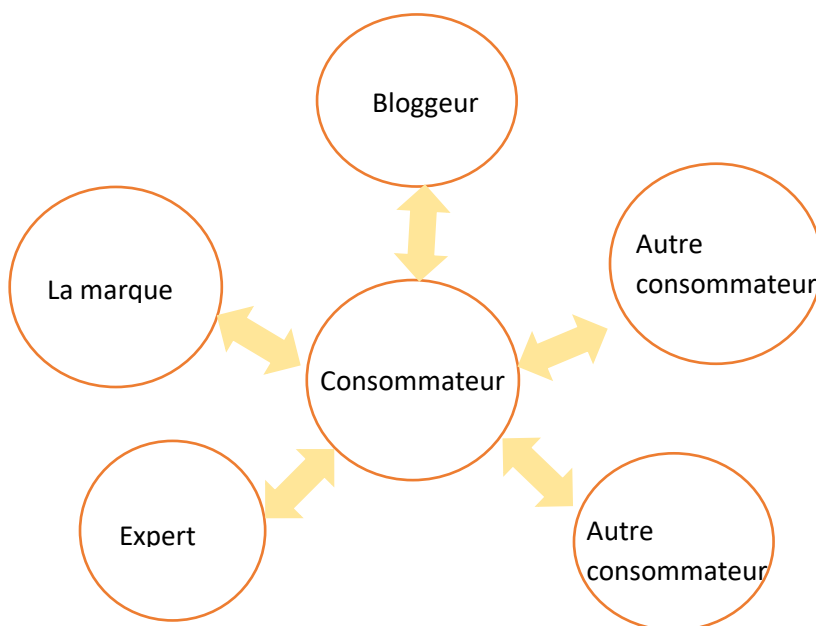 Bloggeur
Autre
consommateur
La marque
Consommateur
Expert
Autre
consommateur